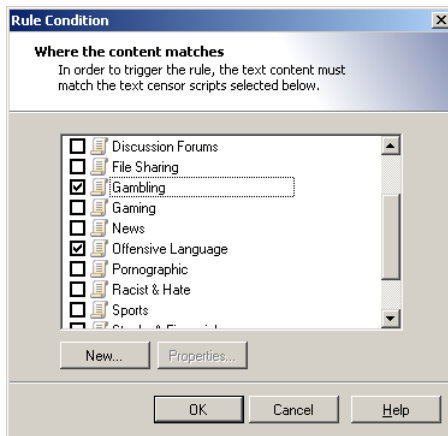 Rule Condition
Where the content matches
In order to trigger the rule, the text content must
match the text censor scripts selected below.
Discussion Forums
File Sharing
Gambling
Gaming
News
Offensive Language
Pornographic
Racist & Hate
Sports
New...
Properties...
OK
Cancel
Help